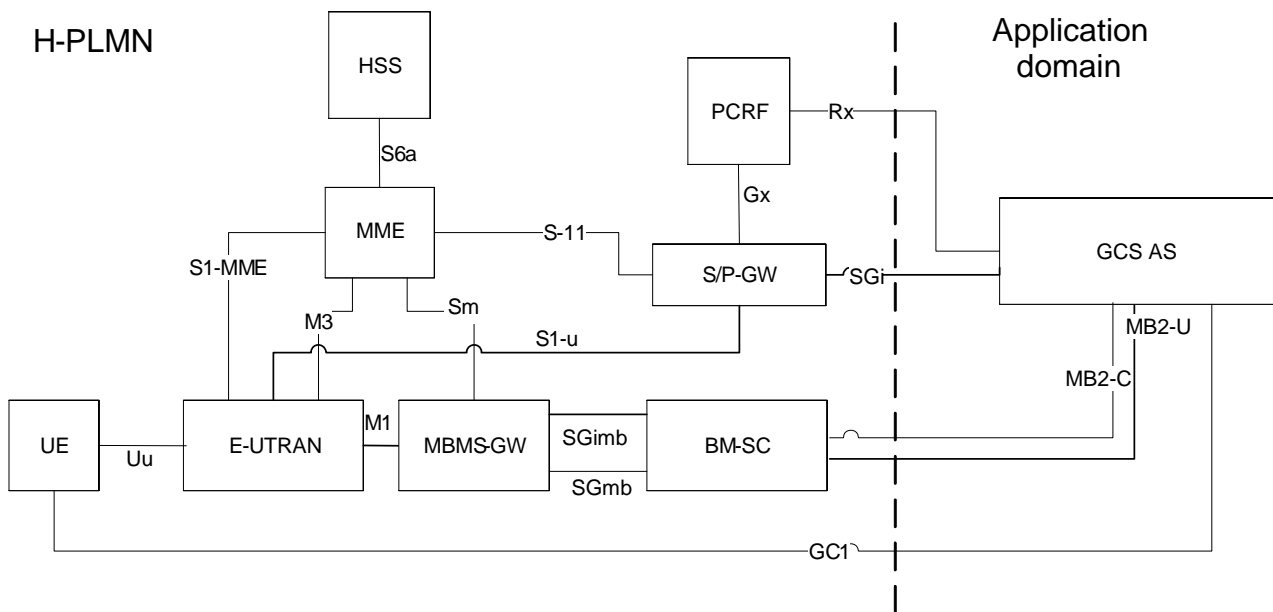 H-PLMN
Application
domain
HSS
PCRF
Rx
S6a
Gx
MME
S-11
S1-MME
S/P-GW
SGi
GCS AS
M3
Sm
S1-u
MB2-U
MB2-C
UE
Uu
E-UTRAN
M1
MBMS-GW
SGimb
SGmb
BM-SC
GC1